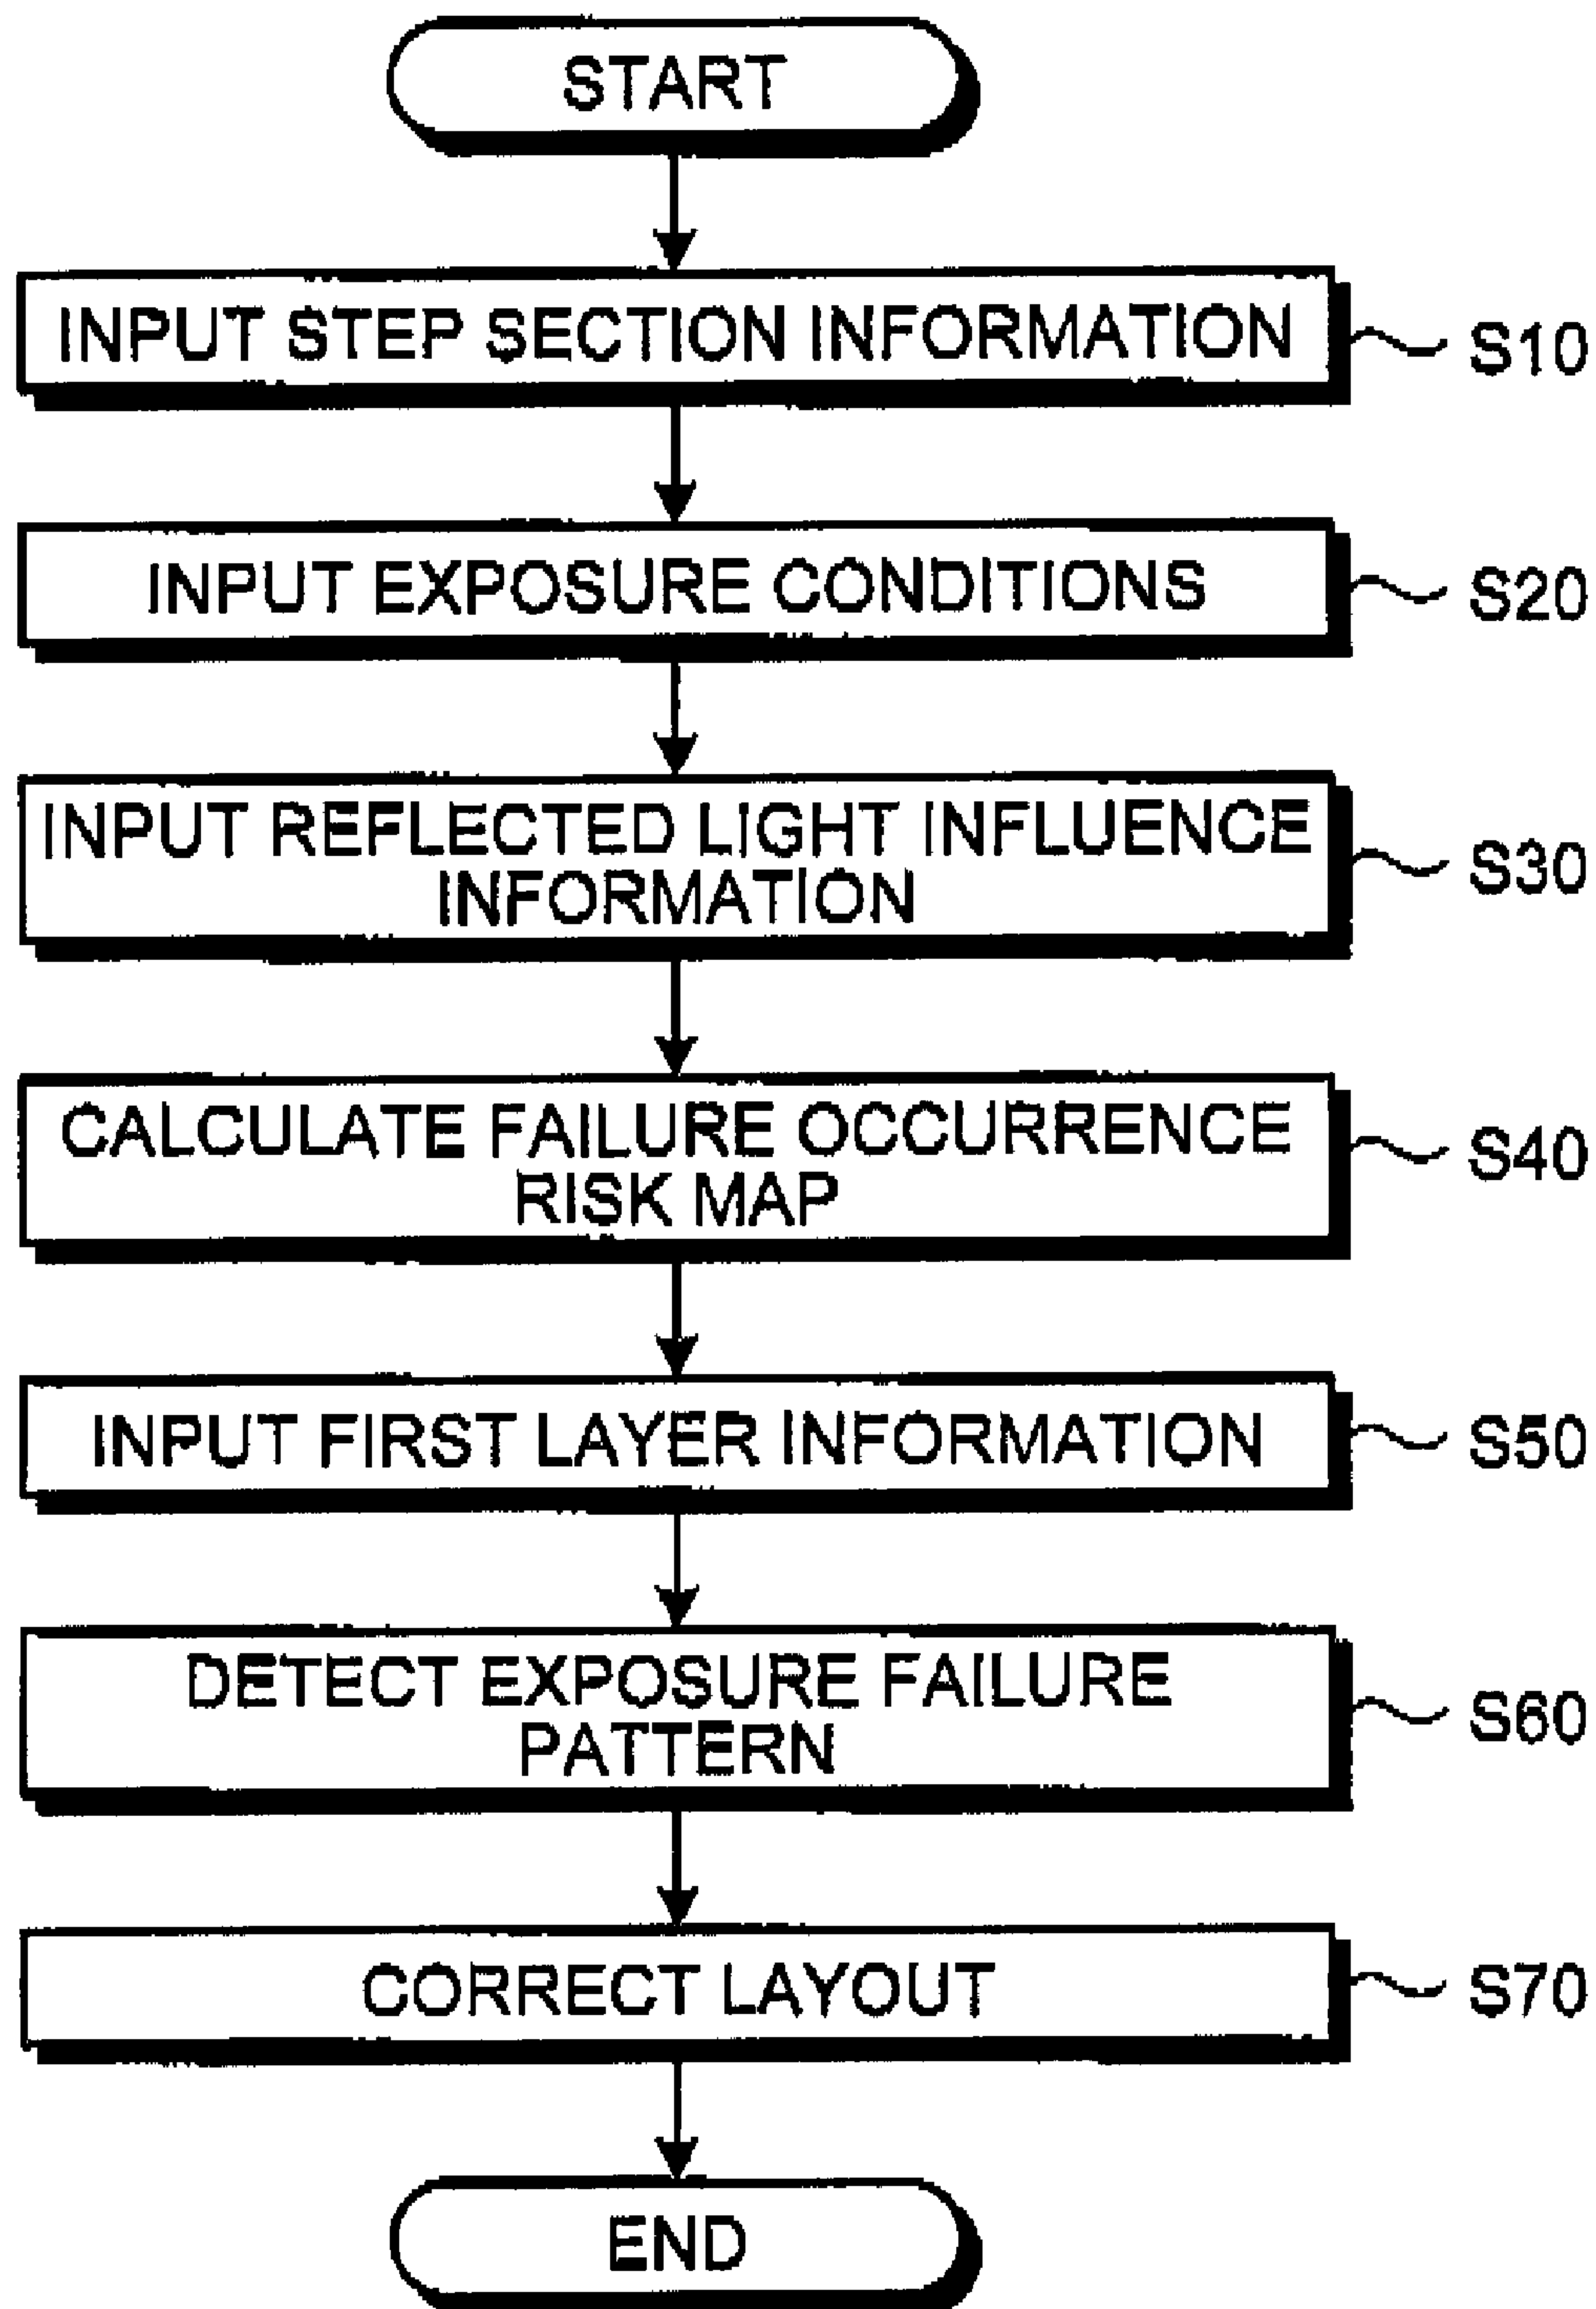 START
INPUT STEP SECTION INFORMATION
S10
INPUT EXPOSURE CONDITIONS
S20
INPUT REFLECTED LIGHT INFLUENCE
INFORMATION
S30
CALCULATE FAILURE OCCURRENCE
RISK MAP
S40
INPUT FIRST LAYER INFORMATION
S50
DETECT EXPOSURE FAILURE
PATTERN
S60
CORRECT LAYOUT
S70
END